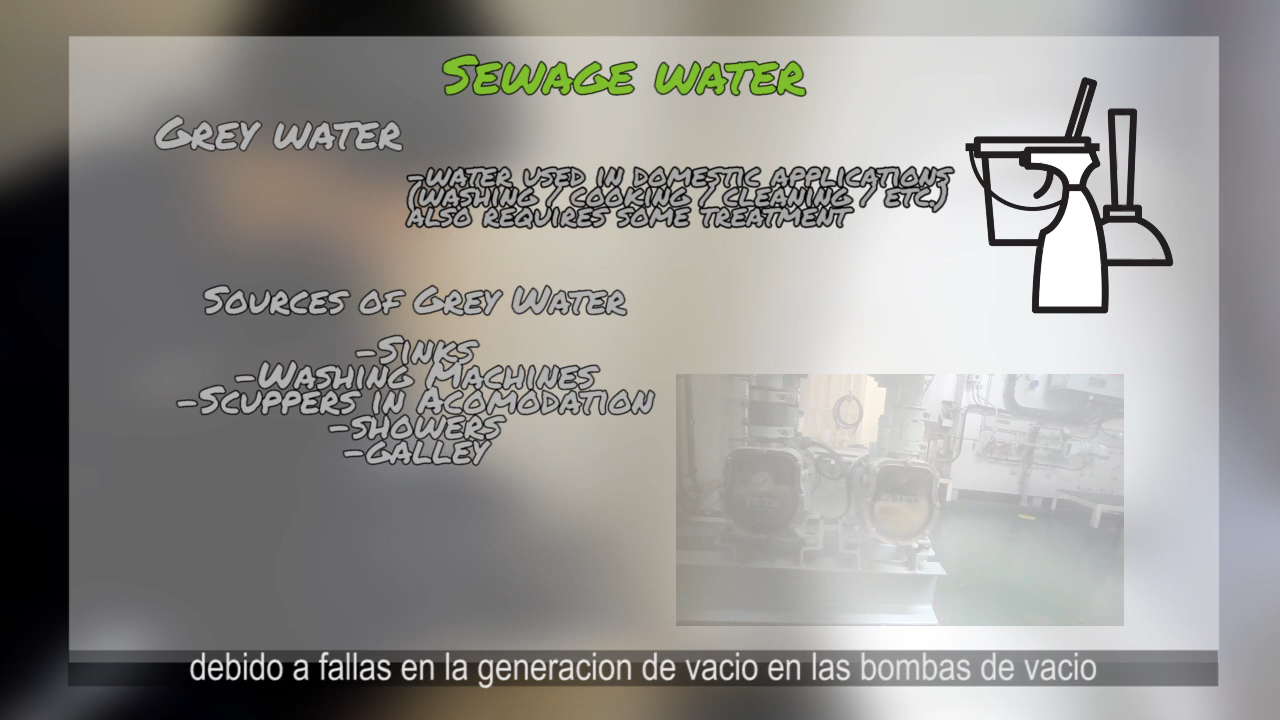 Sewage water
Grey water
-water used in domestic applications
(washing / cooking / cleaning / etc)
also requires some treatment
Sources of Grey Water
-Sinks
-Washing Machines
-Scuppers in Acomodation
-showers
-galley
debido a fallas en la generacion de vacio en las bombas de vacio